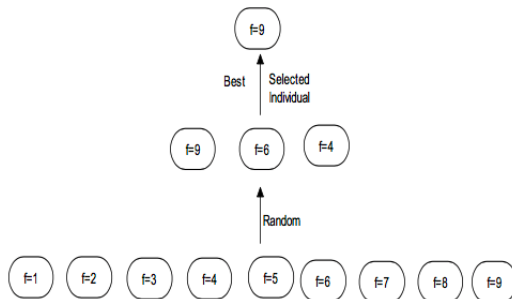 f=9
Best Selected
Individual
f=9 f=6 f=4
Random
f=1 f=2 f=3 f=4 f=5 f=6 f=7 f=8 f=9